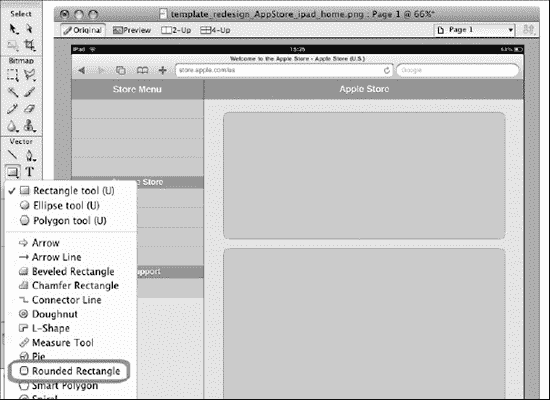 Select
template_redesign_AppStore_ipad_home.png : Page 1 @ 66%*
Original Preview 2-Up 4-Up Page 1
Bitmap
iPad 15:35 63%
Welcome to the Apple Store - Apple Store (U.S.)
store.apple.com/us Google
Store Menu Apple Store
Vector
T
✓ Rectangle tool (U)
Ellipse tool (U)
Polygon tool (U)
Arrow
Arrow Line
Beveled Rectangle
Chamfer Rectangle
Connector Line
Doughnut
L-Shape
Measure Tool
Pie
Rounded Rectangle
Smart Polygon
Spiral
Store
pport